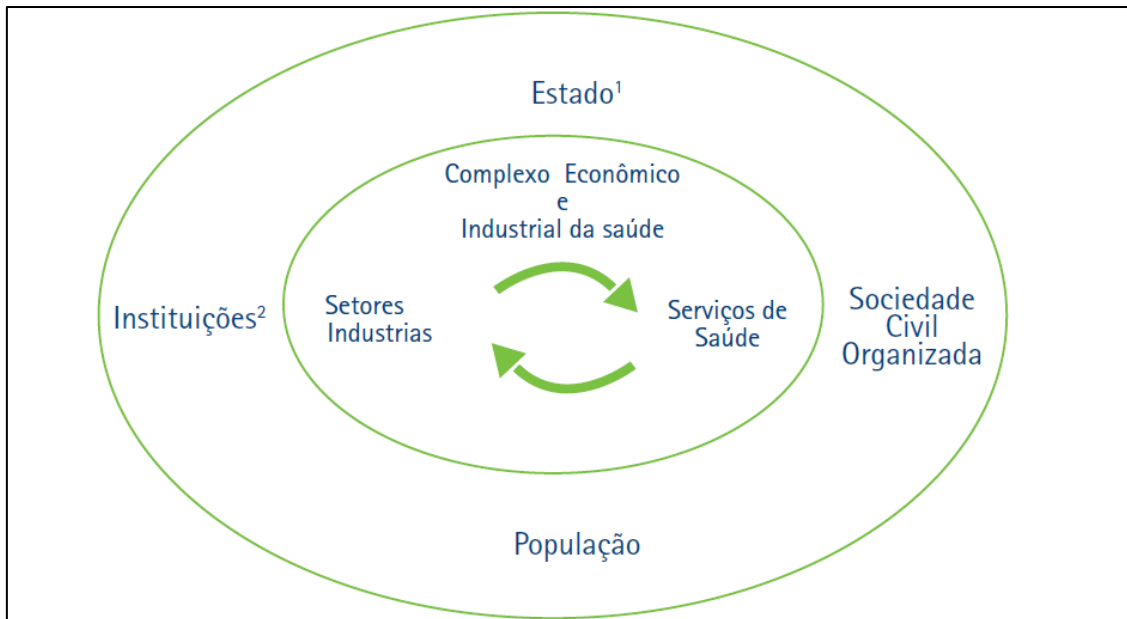 Estado¹
Complexo Econômico
e
Industrial da saúde
Instituições²
Setores
Industrias
Serviços de
Saúde
Sociedade
Civil
Organizada
População